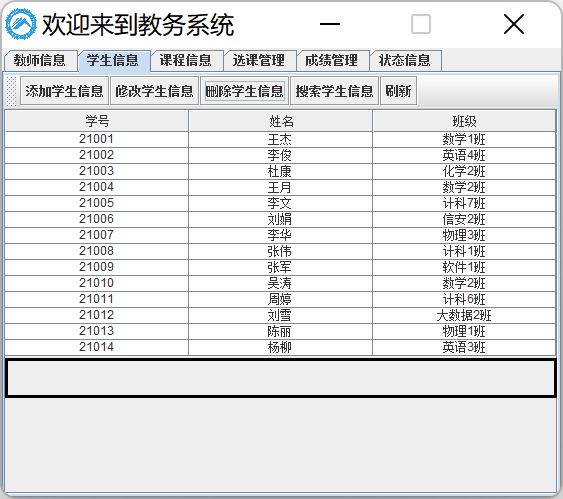 欢迎来到教务系统
教师信息 学生信息 课程信息 选课管理 成绩管理 状态信息
添加学生信息 修改学生信息 删除学生信息 搜索学生信息 刷新
学号 姓名 班级
21001 王杰 数学1班
21002 李俊 英语4班
21003 杜康 化学2班
21004 王月 数学2班
21005 李文 计科7班
21006 刘娟 信安2班
21007 李华 物理3班
21008 张伟 计科1班
21009 张军 软件1班
21010 吴涛 数学2班
21011 周婷 计科6班
21012 刘雪 大数据2班
21013 陈丽 物理1班
21014 杨柳 英语3班